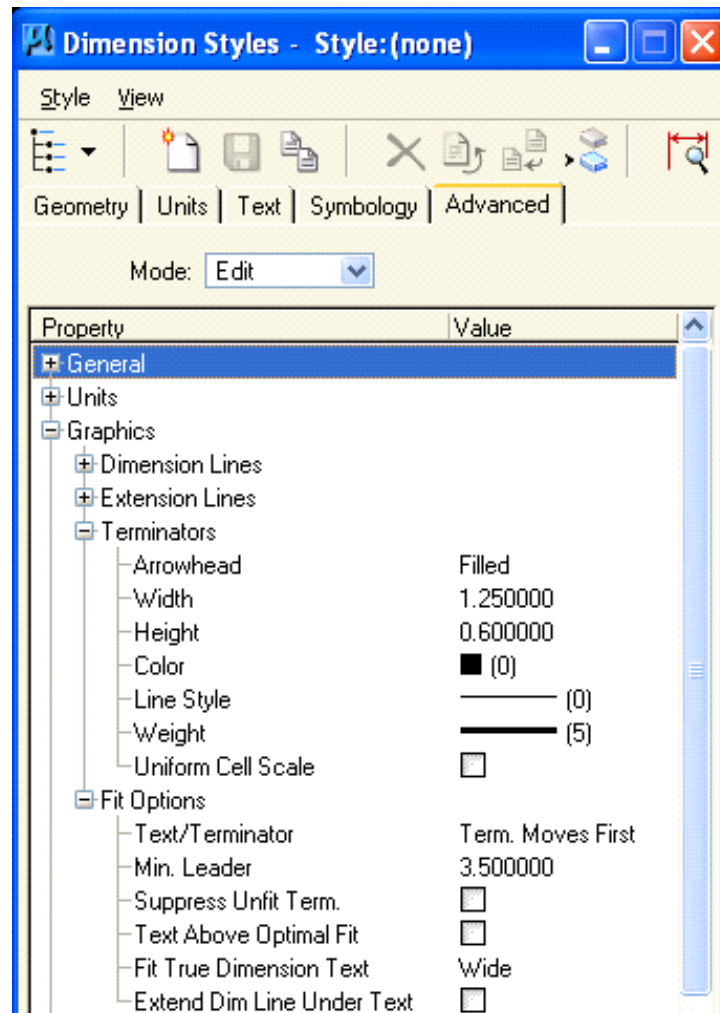 Dimension Styles - Style:(none)
Style View
Geometry Units Text Symbology Advanced
Mode: Edit
Property Value
General
Units
Graphics
Dimension Lines
Extension Lines
Terminators
Arrowhead Filled
Width 1.250000
Height 0.600000
Color (0)
Line Style (0)
Weight (5)
Uniform Cell Scale
Fit Options
Text/Terminator Term. Moves First
Min. Leader 3.500000
Suppress Unfit Term.
Text Above Optimal Fit
Fit True Dimension Text Wide
Extend Dim Line Under Text